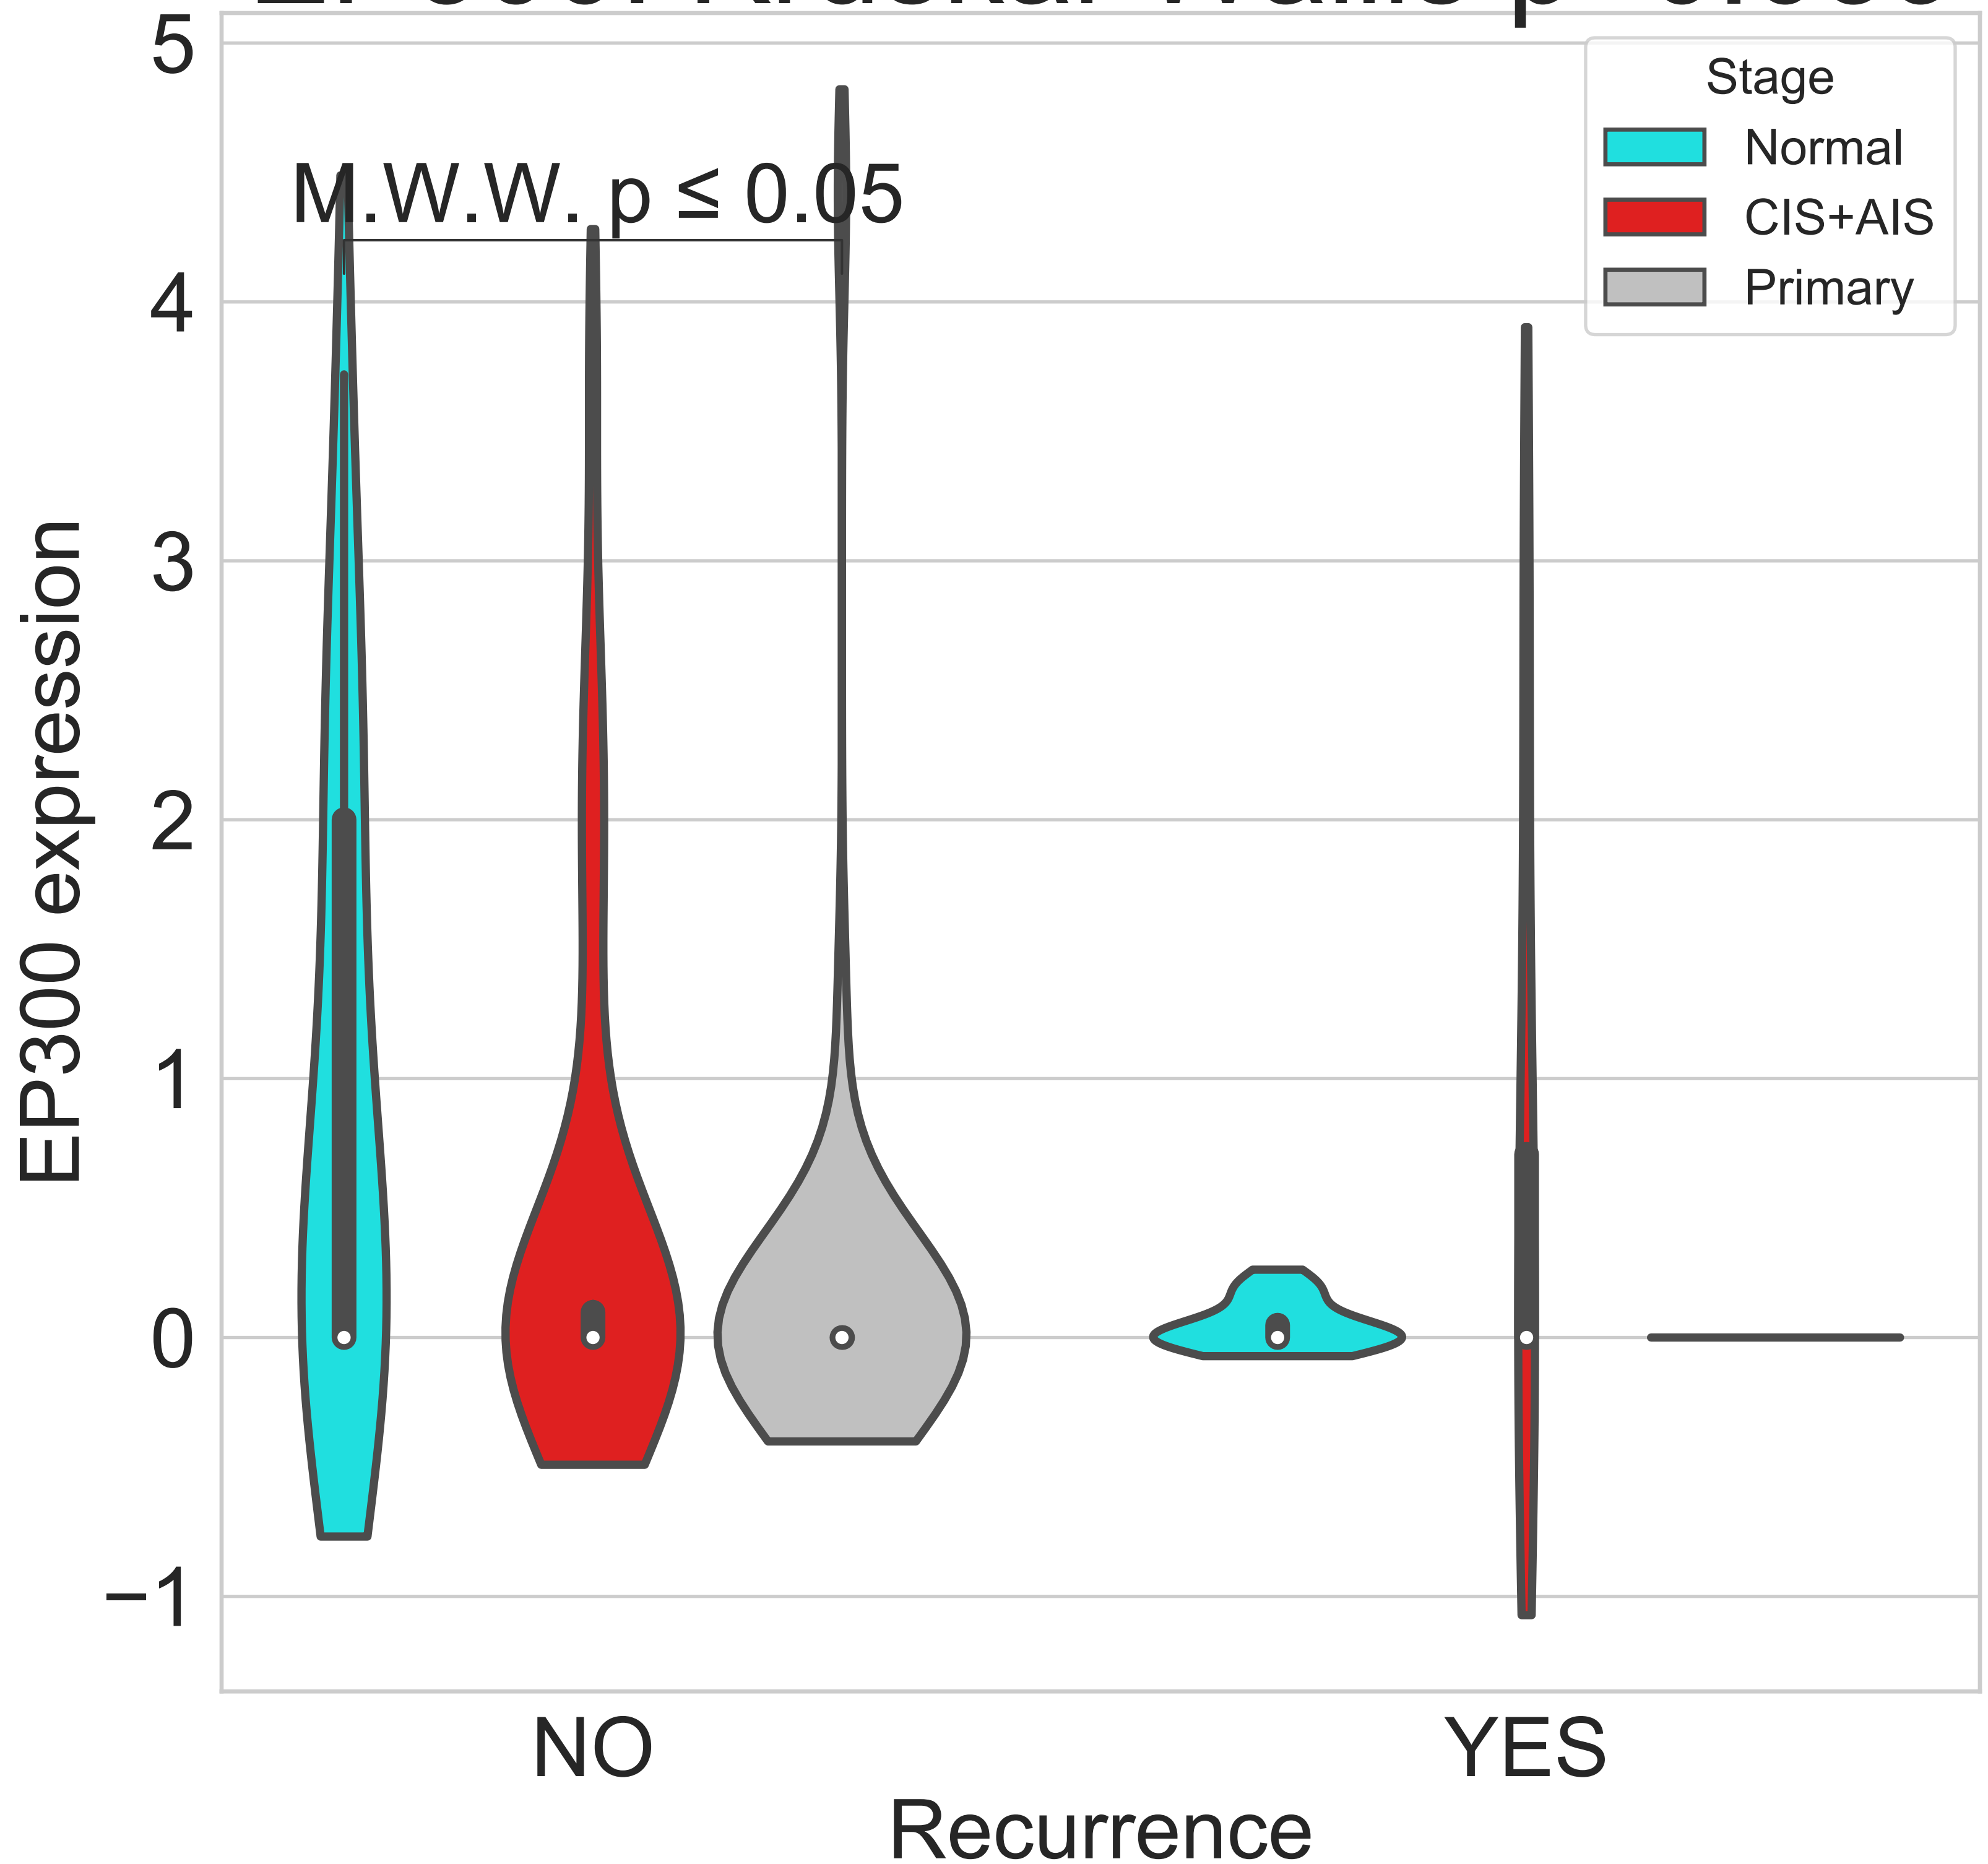 5
Stage
Normal
M.W.W. p ≤ 0.05
CIS+AIS
4
Primary
3
EP300 expression
2
1
0
−1
NO YES
Recurrence